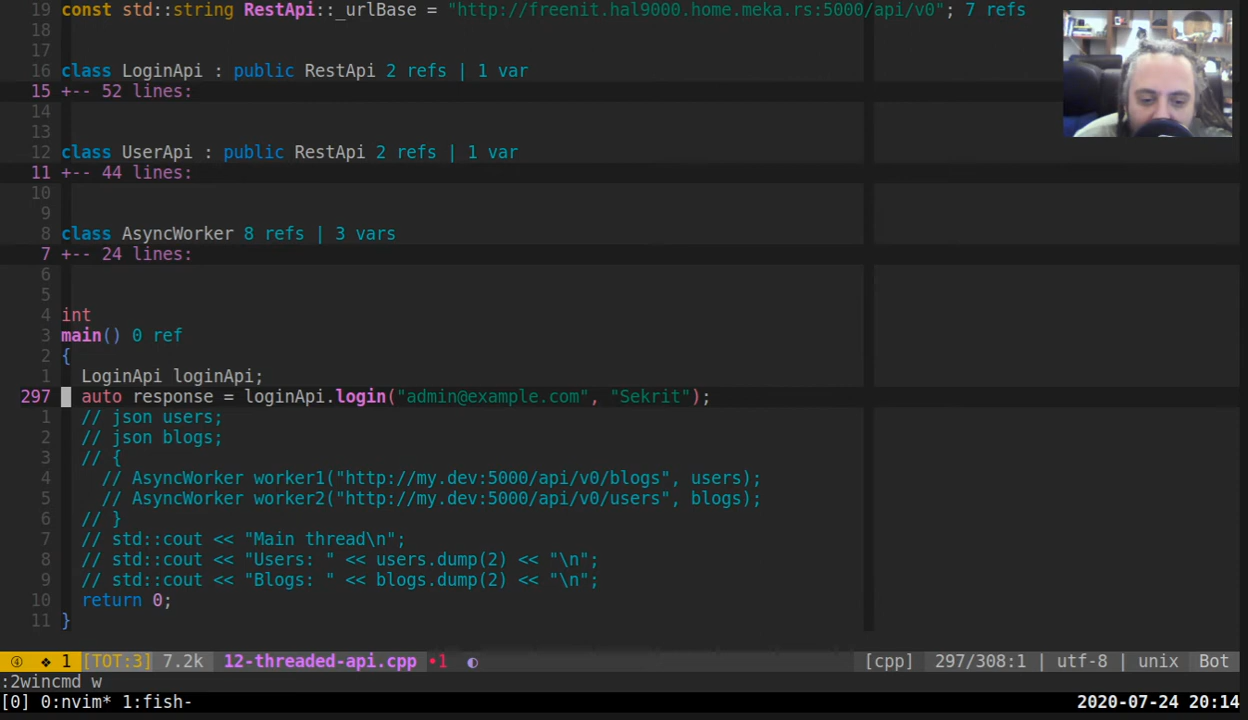 19 const std::string RestApi::_urlBase = "http://freenit.hal9000.home.meka.rs:5000/api/v0"; 7 refs
18
17
16 class LoginApi : public RestApi 2 refs | 1 var
15 +-- 52 lines:
14
13
12 class UserApi : public RestApi 2 refs | 1 var
11 +-- 44 lines:
10
9
8 class AsyncWorker 8 refs | 3 vars
7 +-- 24 lines:
6
5
4 int
3 main() 0 ref
2 {
1 LoginApi loginApi;
297 auto response = loginApi.login("admin@example.com", "Sekrit");
1 // json users;
2 // json blogs;
3 // {
4 // AsyncWorker worker1("http://my.dev:5000/api/v0/blogs", users);
5 // AsyncWorker worker2("http://my.dev:5000/api/v0/users", blogs);
6 // }
7 // std::cout << "Main thread\n";
8 // std::cout << "Users: " << users.dump(2) << "\n";
9 // std::cout << "Blogs: " << blogs.dump(2) << "\n";
10 return 0;
11 }
④ ❖ 1 [TOT:3] 7.2k 12-threaded-api.cpp •1 ◐ [cpp] 297/308:1 | utf-8 | unix Bot
:2wincmd w
[0] 0:nvim* 1:fish- 2020-07-24 20:14